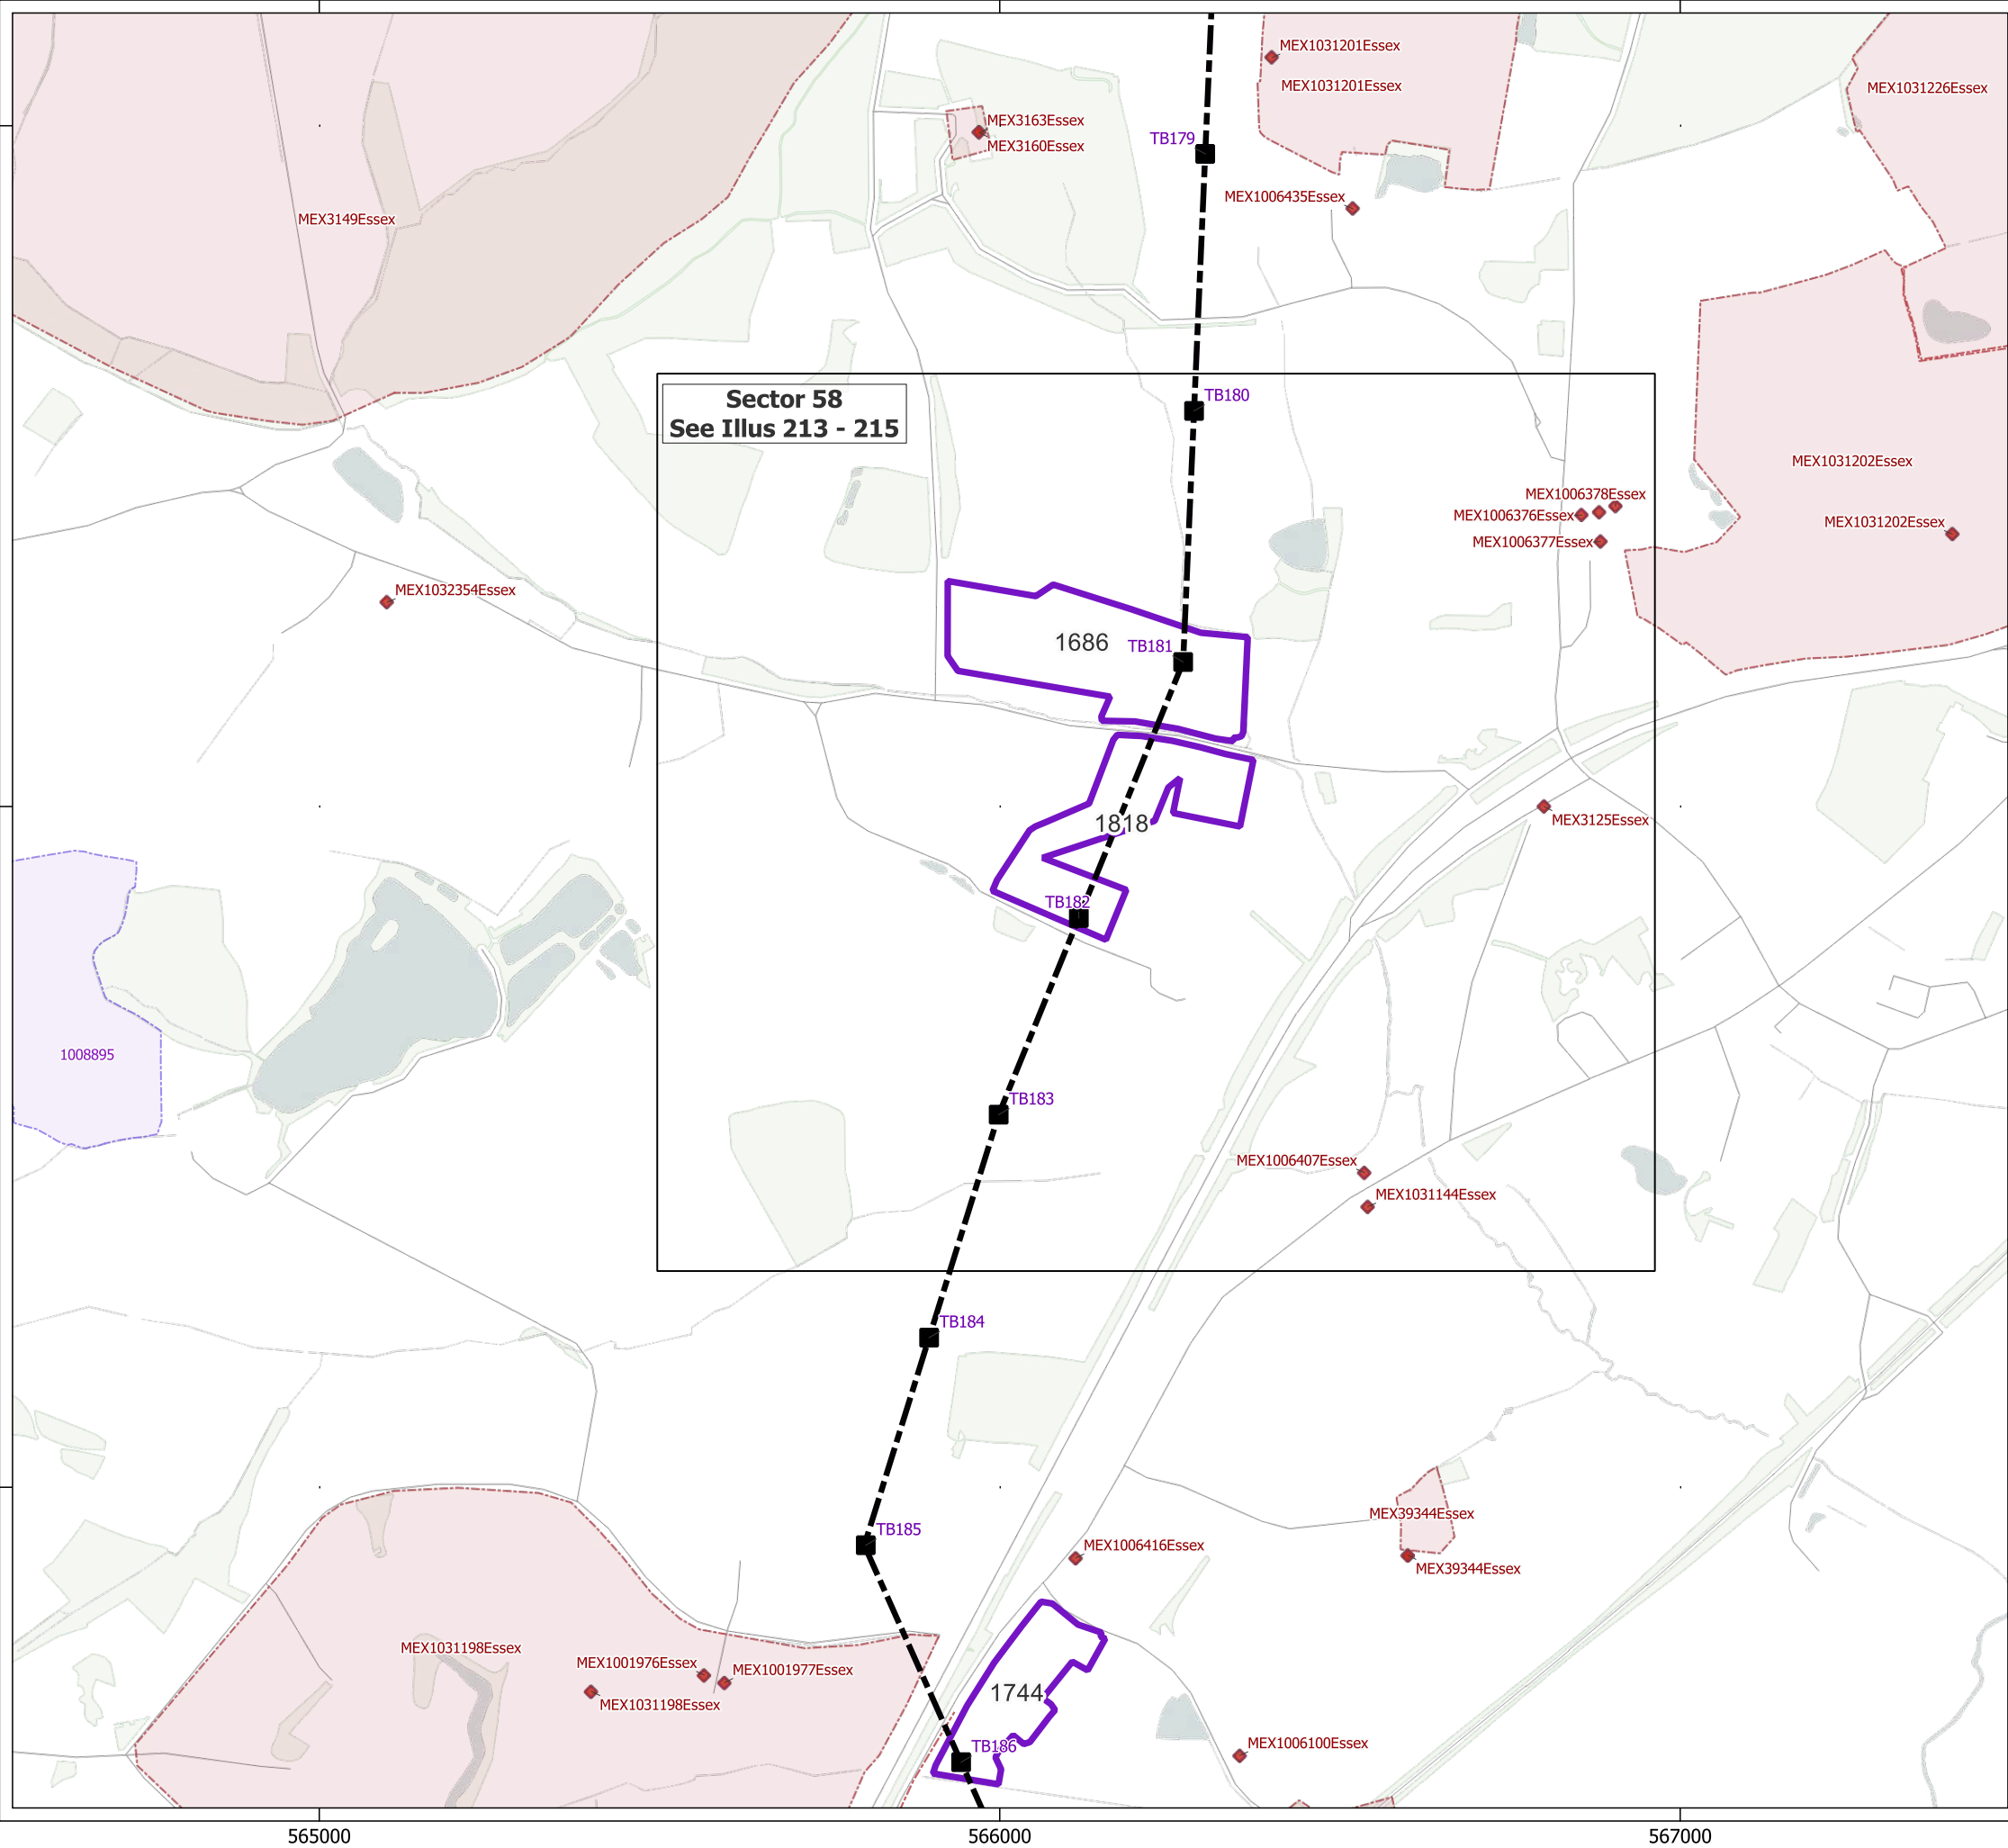 MEX1031201Essex
MEX1031201Essex
MEX1031226Essex
MEX3163Essex
MEX3160Essex
TB179
MEX1006435Essex
MEX3149Essex
Sector 58
See Illus 213 - 215
TB180
MEX1031202Essex
MEX1006378Essex
MEX1006376Essex
MEX1031202Essex
MEX1006377Essex
MEX1032354Essex
1686
TB181
1818
MEX3125Essex
TB182
1008895
TB183
MEX1006407Essex
MEX1031144Essex
TB184
MEX39344Essex
TB185
MEX1006416Essex
MEX39344Essex
MEX1031198Essex
MEX1001976Essex
MEX1001977Essex
MEX1031198Essex
1744
TB186
MEX1006100Essex
565000
566000
567000